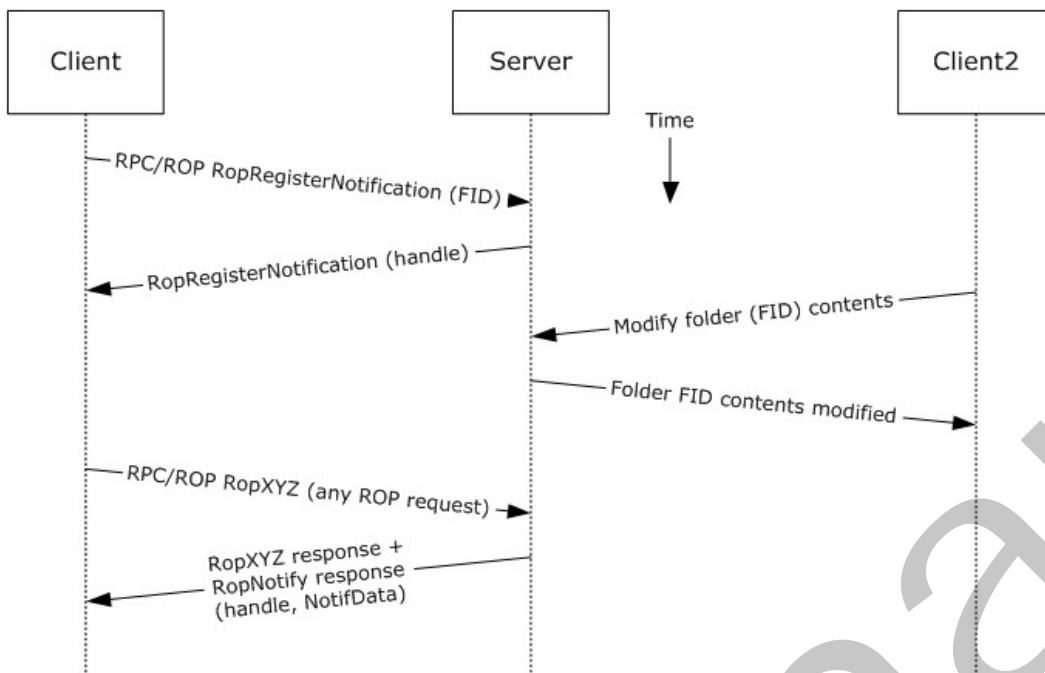 Client
Server
Client2
Time
RPC/ROP RopRegisterNotification (FID)
RopRegisterNotification (handle)
Modify folder (FID) contents
Folder FID contents modified
RPC/ROP RopXYZ (any ROP request)
RopXYZ response +
RopNotify response
(handle, NotifData)